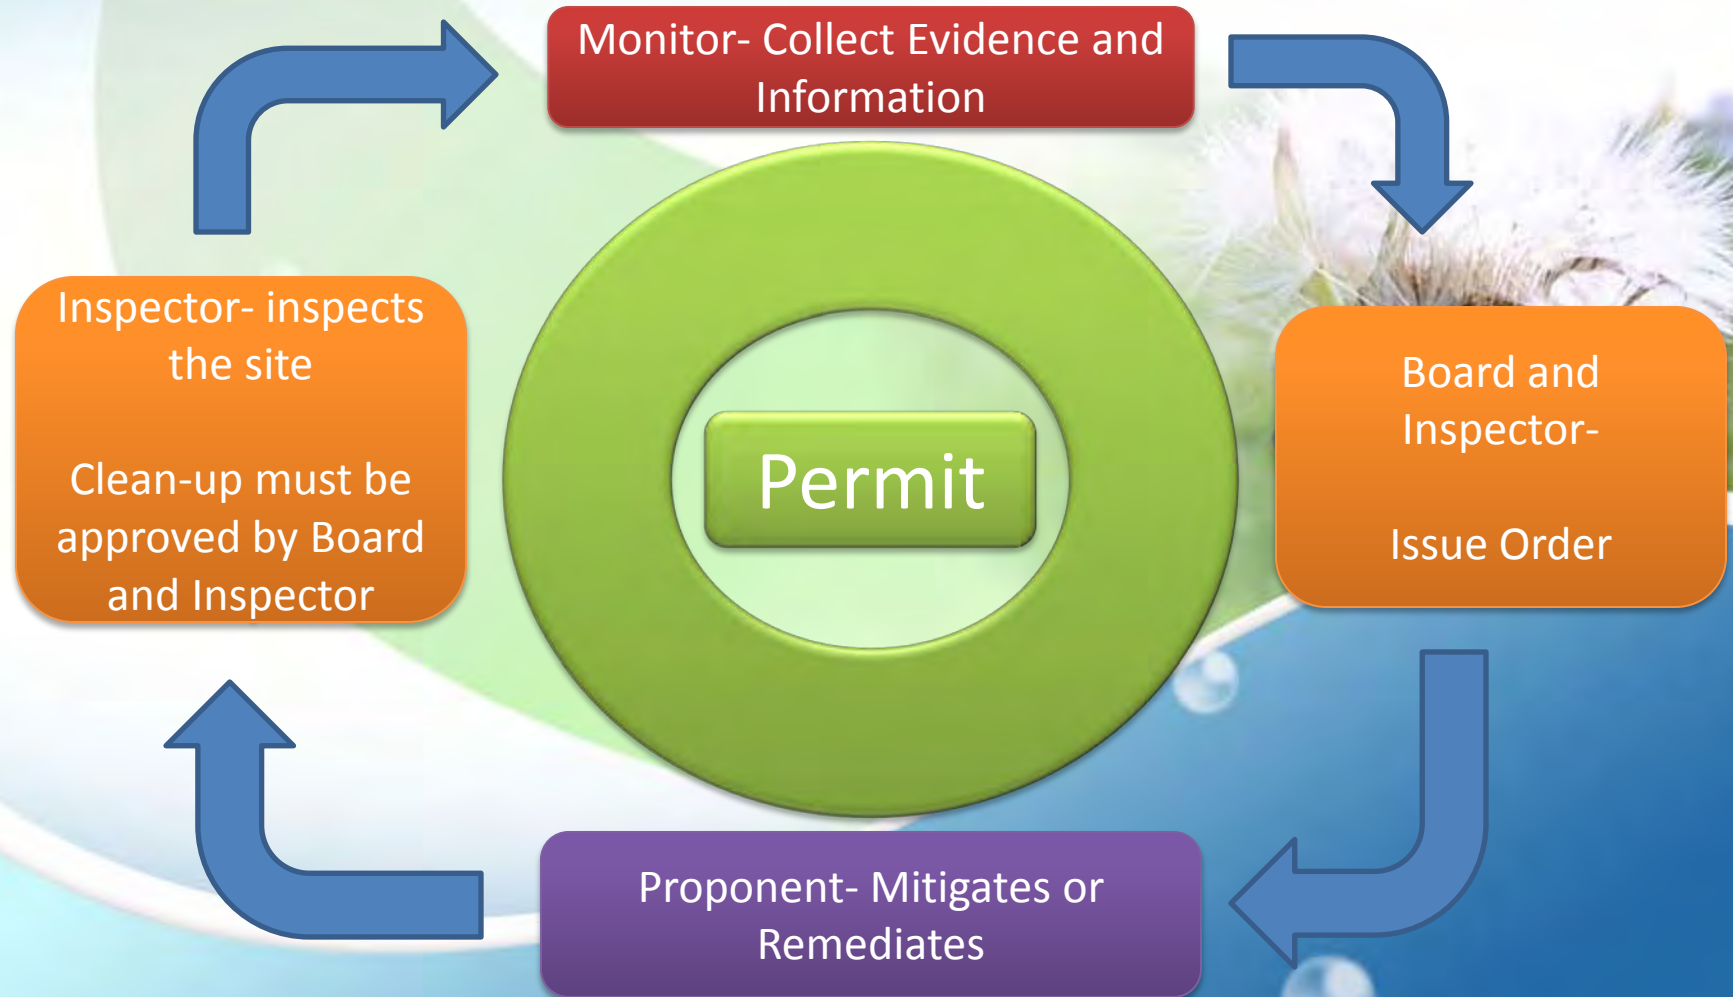 Monitor- Collect Evidence and
Information
Inspector- inspects
the site
Clean-up must be
approved by Board
and Inspector
Permit
Board and
Inspector-
Issue Order
Proponent- Mitigates or
Remediates